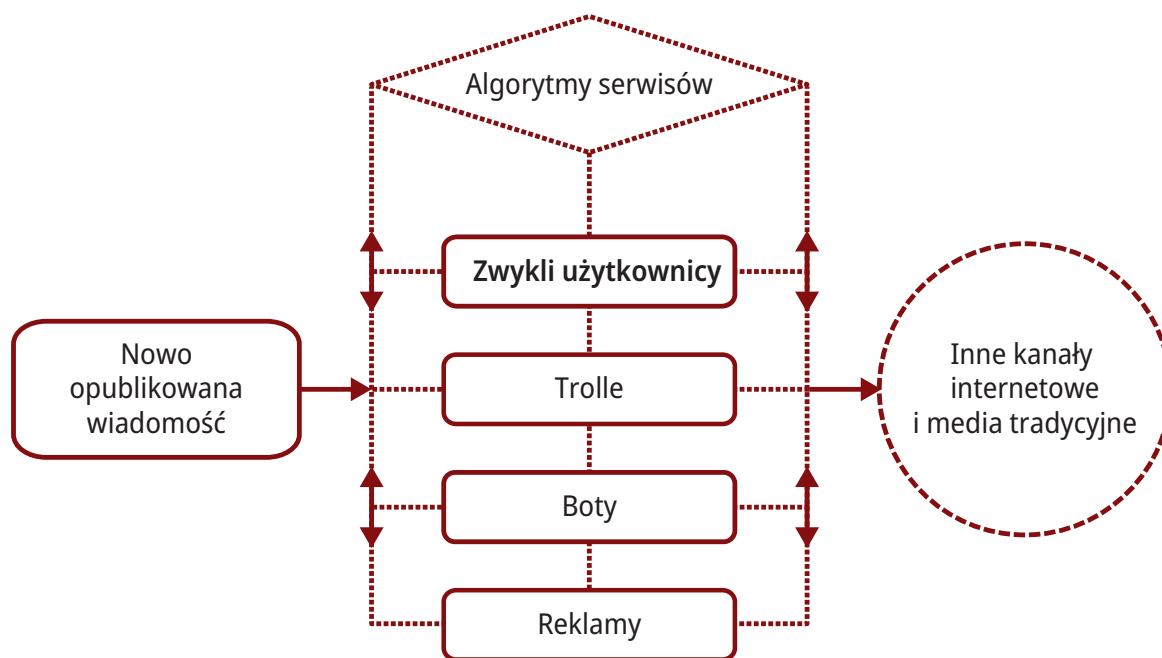 Algorytmy serwisów
Zwykli użytkownicy
Nowo
opublikowana
wiadomość
Trolle
Inne kanały
internetowe
i media tradycyjne
Boty
Reklamy